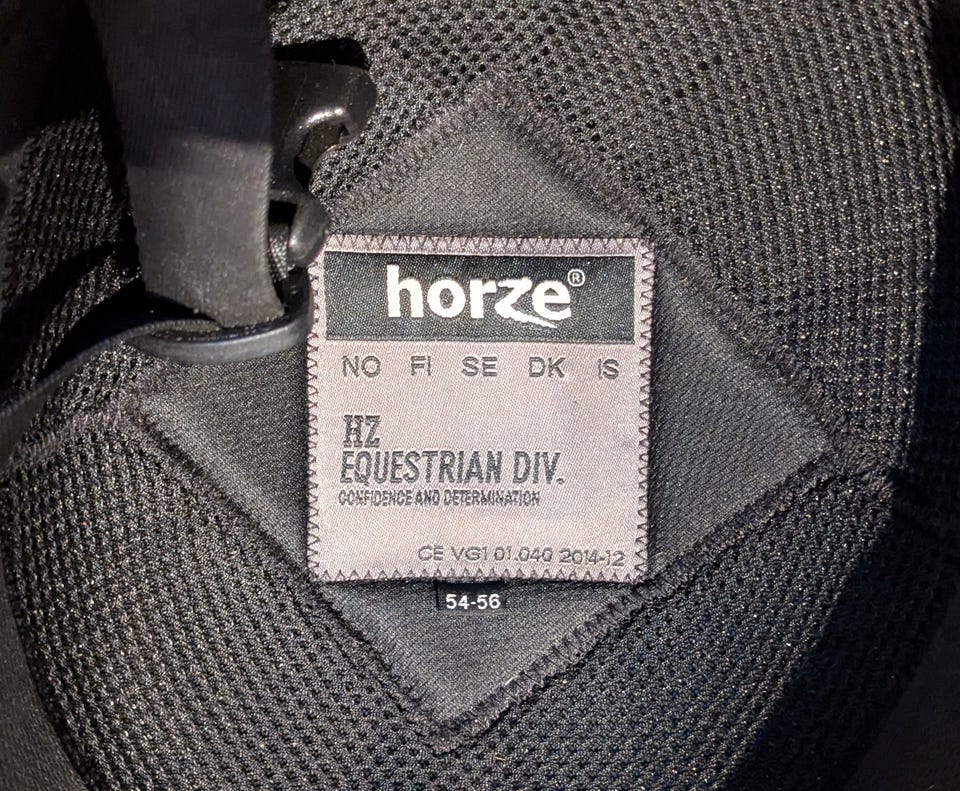 horze®
NO FI SE DK IS
HZ
EQUESTRIAN DIV.
CONFIDENCE AND DETERMINATION
CE VG1 01.040 2014-12
54-56